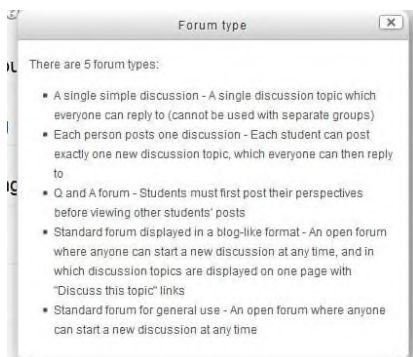 Forum type
There are 5 forum types:
A single simple discussion - A single discussion topic which
everyone can reply to (cannot be used with separate groups)
Each person posts one discussion - Each student can post
exactly one new discussion topic, which everyone can then reply
to
Q and A forum - Students must first post their perspectives
before viewing other students' posts
Standard forum displayed in a blog-like format - An open forum
where anyone can start a new discussion at any time, and in
which discussion topics are displayed on one page with
"Discuss this topic" links
Standard forum for general use - An open forum where anyone
can start a new discussion at any time